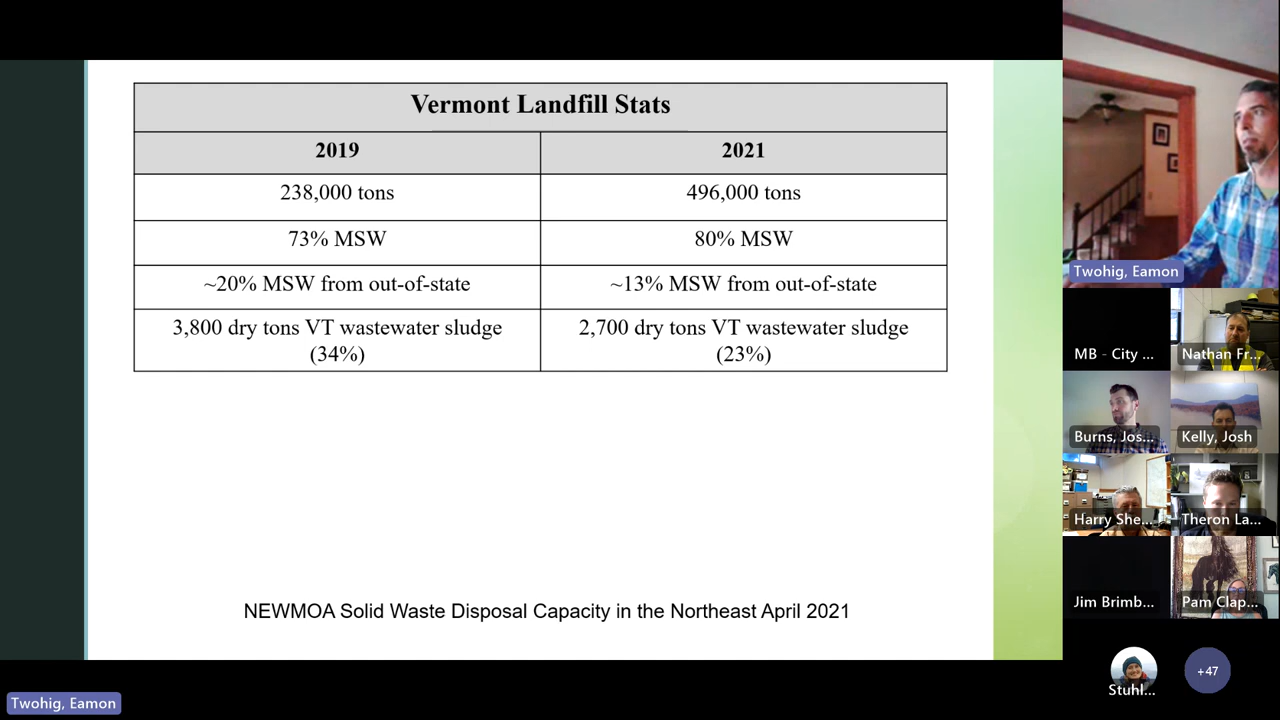 Vermont Landfill Stats
2019
2021
238,000 tons
496,000 tons
73% MSW
80% MSW
~20% MSW from out-of-state
~13% MSW from out-of-state
3,800 dry tons VT wastewater sludge
(34%)
2,700 dry tons VT wastewater sludge
(23%)
NEWMOA Solid Waste Disposal Capacity in the Northeast April 2021
Twohig, Eamon
MB - City ...
Nathan Fr...
Burns, Jos...
Kelly, Josh
Harry She...
Theron La...
Jim Brimb...
Pam Clap...
Stuhl...
+47
Twohig, Eamon